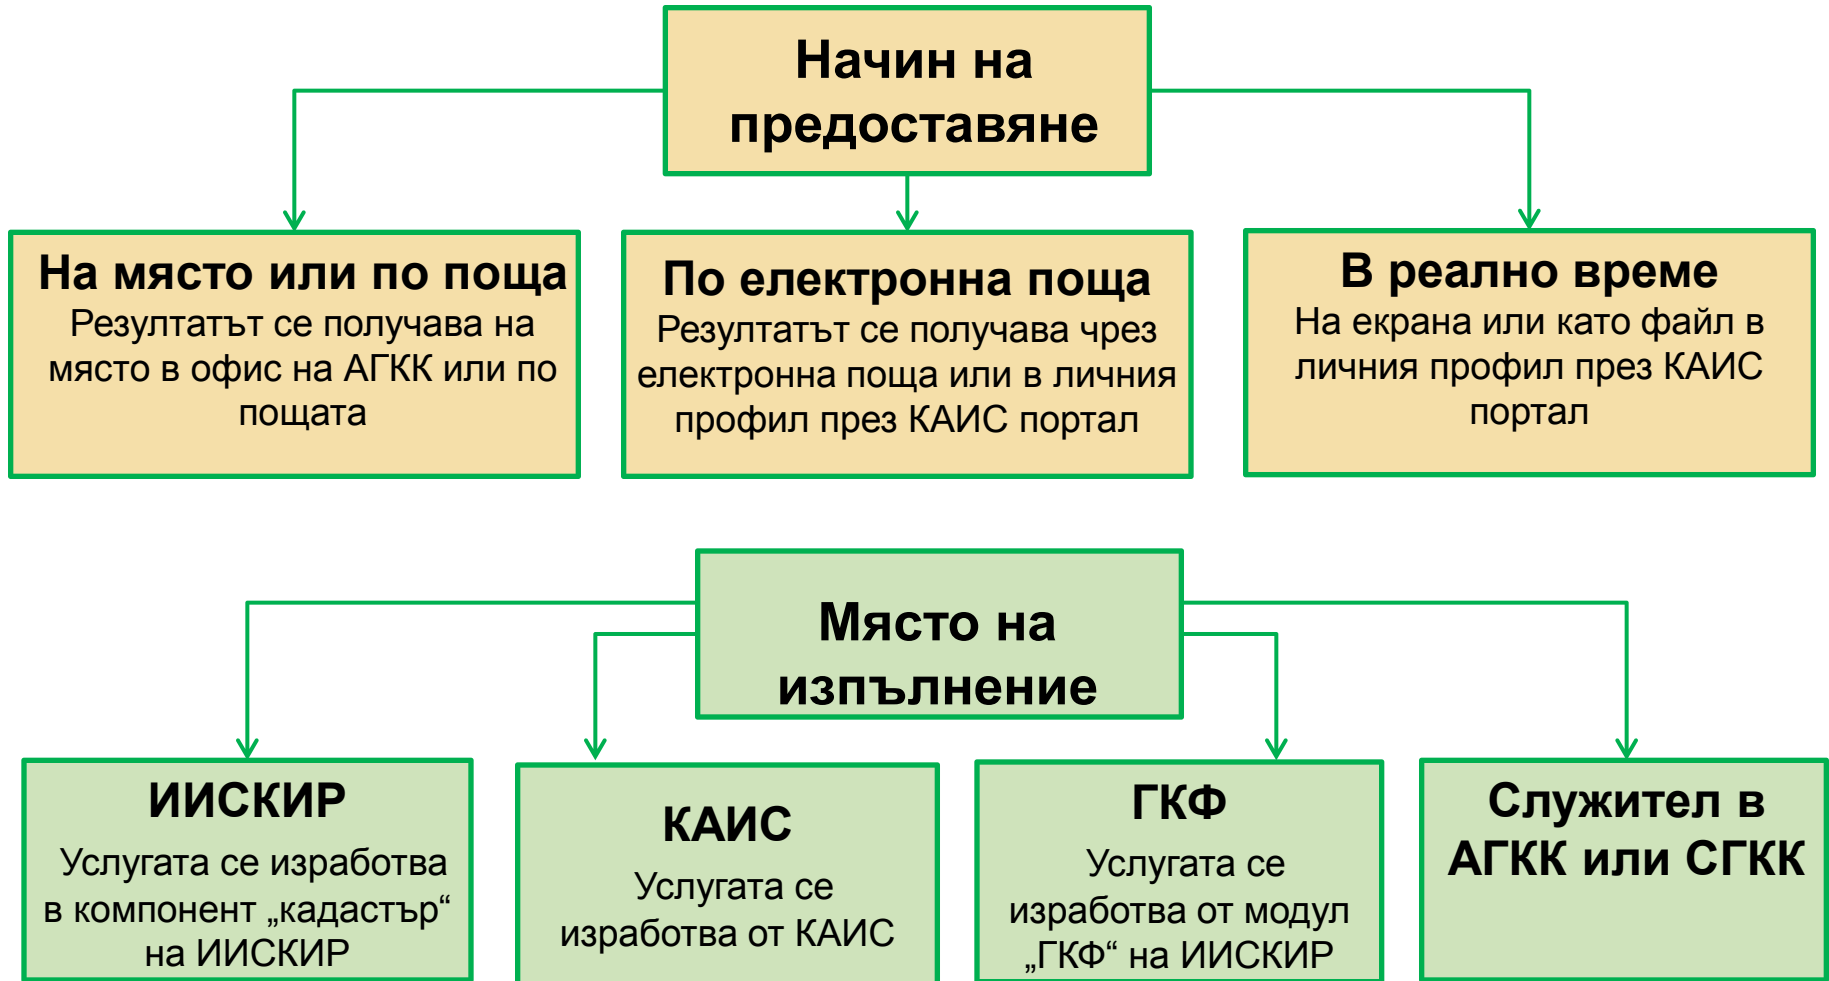 Начин на
предоставяне
На място или по поща
Резултатът се получава на
място в офис на АГКК или по
пощата
По електронна поща
Резултатът се получава чрез
електронна поща или в личния
профил през КАИС портал
В реално време
На екрана или като файл в
личния профил през КАИС
портал
Място на
изпълнение
ИИСКИР
Услугата се изработва
в компонент „кадастър“
на ИИСКИР
КАИС
Услугата се
изработва от КАИС
ГКФ
Услугата се
изработва от модул
„ГКФ“ на ИИСКИР
Служител в
АГКК или СГКК